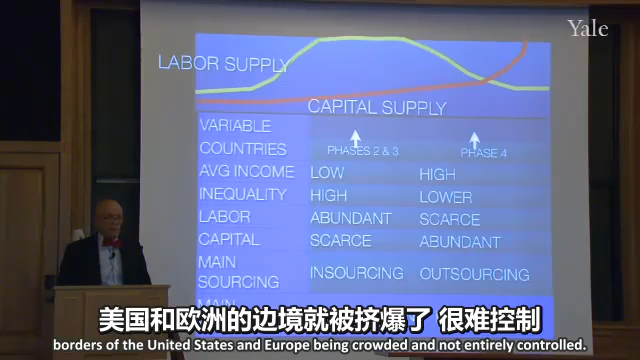 Yale
LABOR SUPPLY
CAPITAL SUPPLY
VARIABLE
COUNTRIES PHASES 2 & 3 PHASE 4
AVG INCOME LOW HIGH
INEQUALITY HIGH LOWER
LABOR ABUNDANT SCARCE
CAPITAL SCARCE ABUNDANT
MAIN
SOURCING INSOURCING OUTSOURCING
MAIN
美国和欧洲的边境就被挤爆了 很难控制
borders of the United States and Europe being crowded and not entirely controlled.